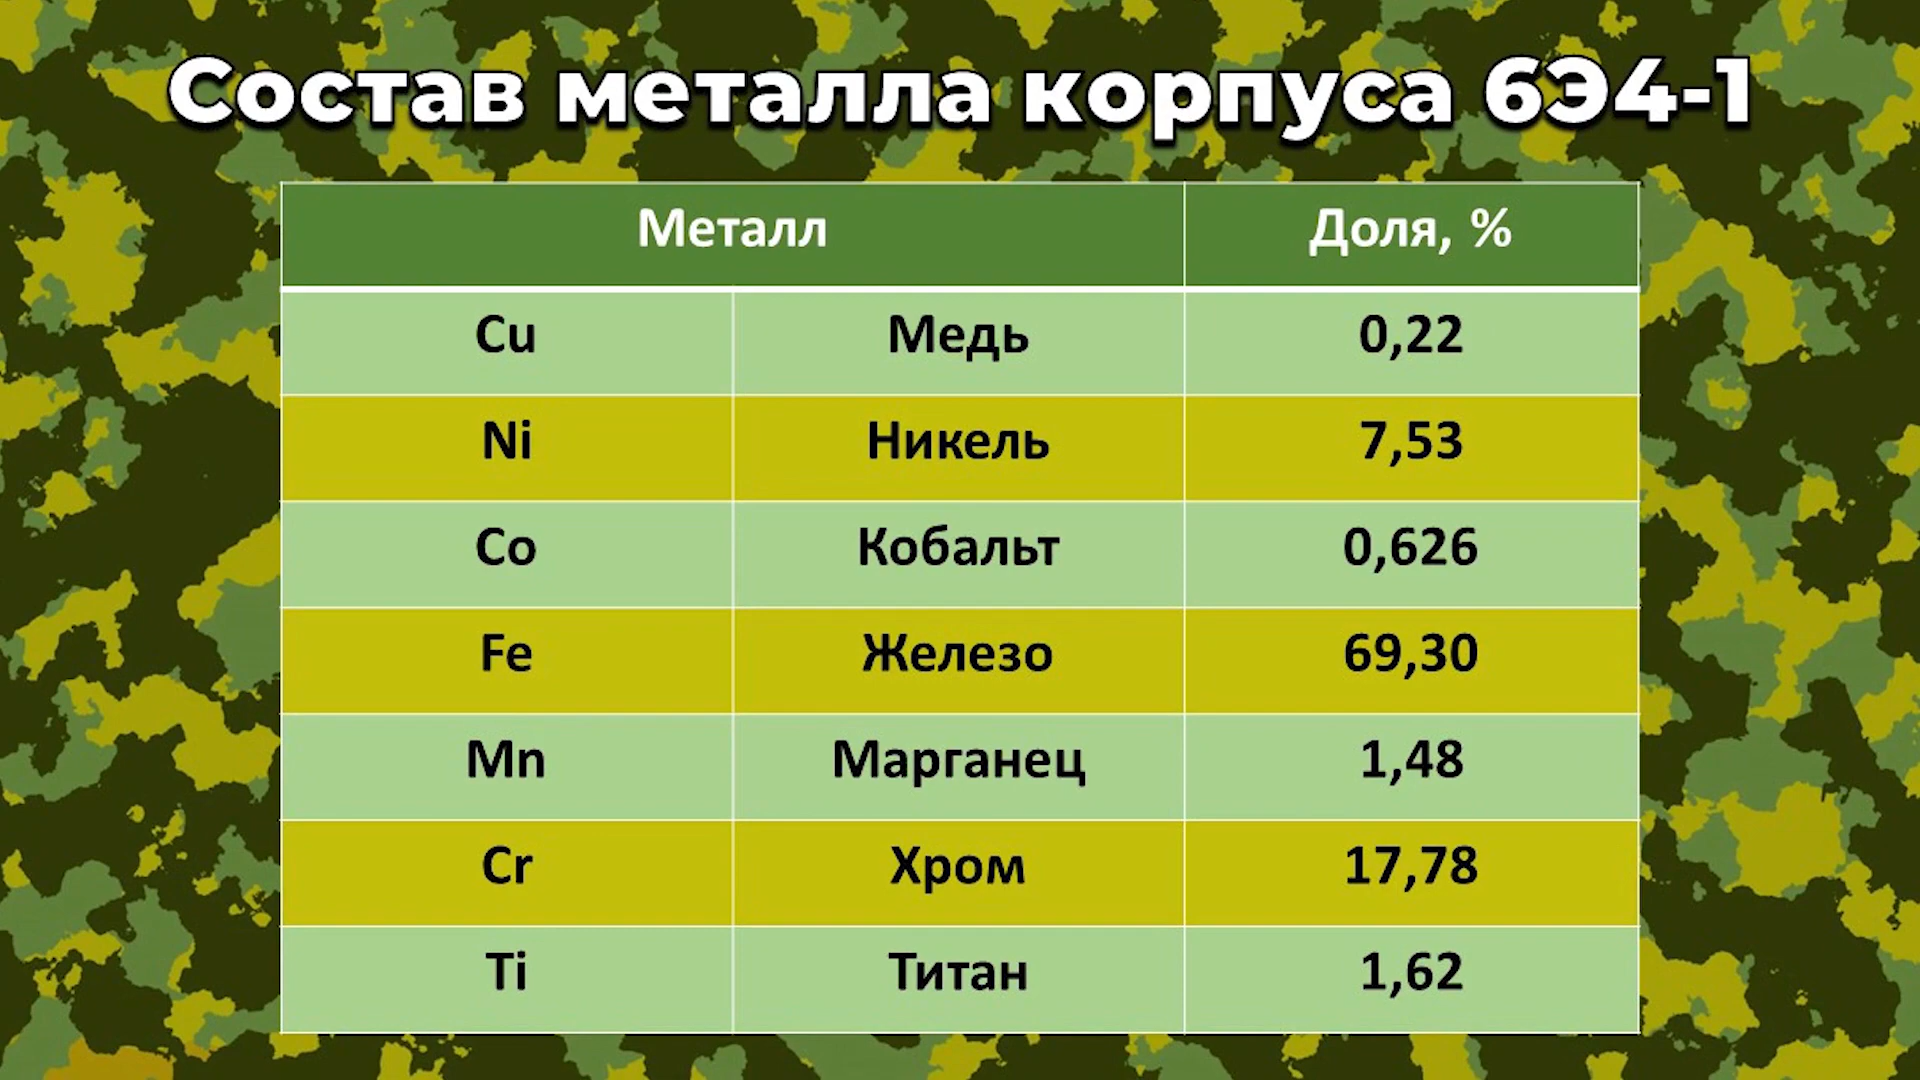 Состав металла корпуса 6Э4-1
Металл Доля, %
Cu Медь 0,22
Ni Никель 7,53
Co Кобальт 0,626
Fe Железо 69,30
Mn Марганец 1,48
Cr Хром 17,78
Ti Титан 1,62